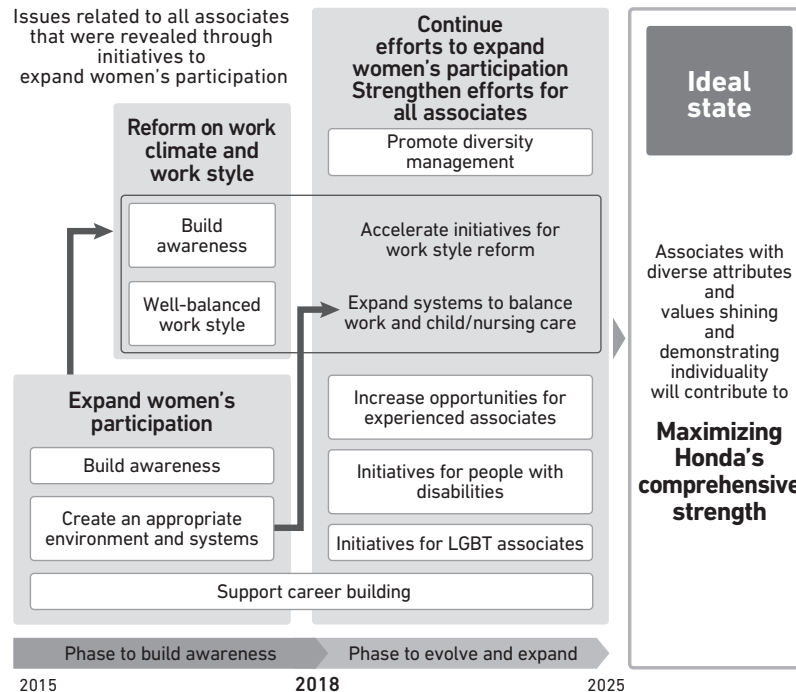 Issues related to all associates
that were revealed through
initiatives to
expand women's participation
Reform on work
climate and
work style
Build
awareness
Well-balanced
work style
Expand women's
participation
Build awareness
Create an appropriate
environment and systems
Continue
efforts to expand
women's participation
Strengthen efforts for
all associates
Promote diversity
management
Accelerate initiatives for
work style reform
Expand systems to balance
work and child/nursing care
Increase opportunities for
experienced associates
Initiatives for people with
disabilities
Initiatives for LGBT associates
Support career building
Phase to build awareness
Phase to evolve and expand
2015
2018
2025
Ideal
state
Associates with
diverse attributes
and
values shining
and
demonstrating
individuality
will contribute to
Maximizing
Honda's
comprehensive
strength